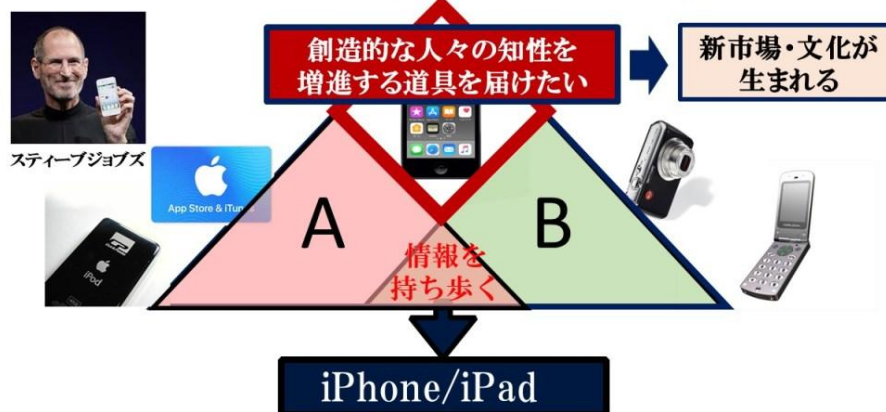 創造的な人々の知性を
増進する道具を届けたい
新市場・文化が
生まれる
スティーブジョブズ
App Store & iTunes
iPod
A
B
情報を
持ち歩く
iPhone/iPad